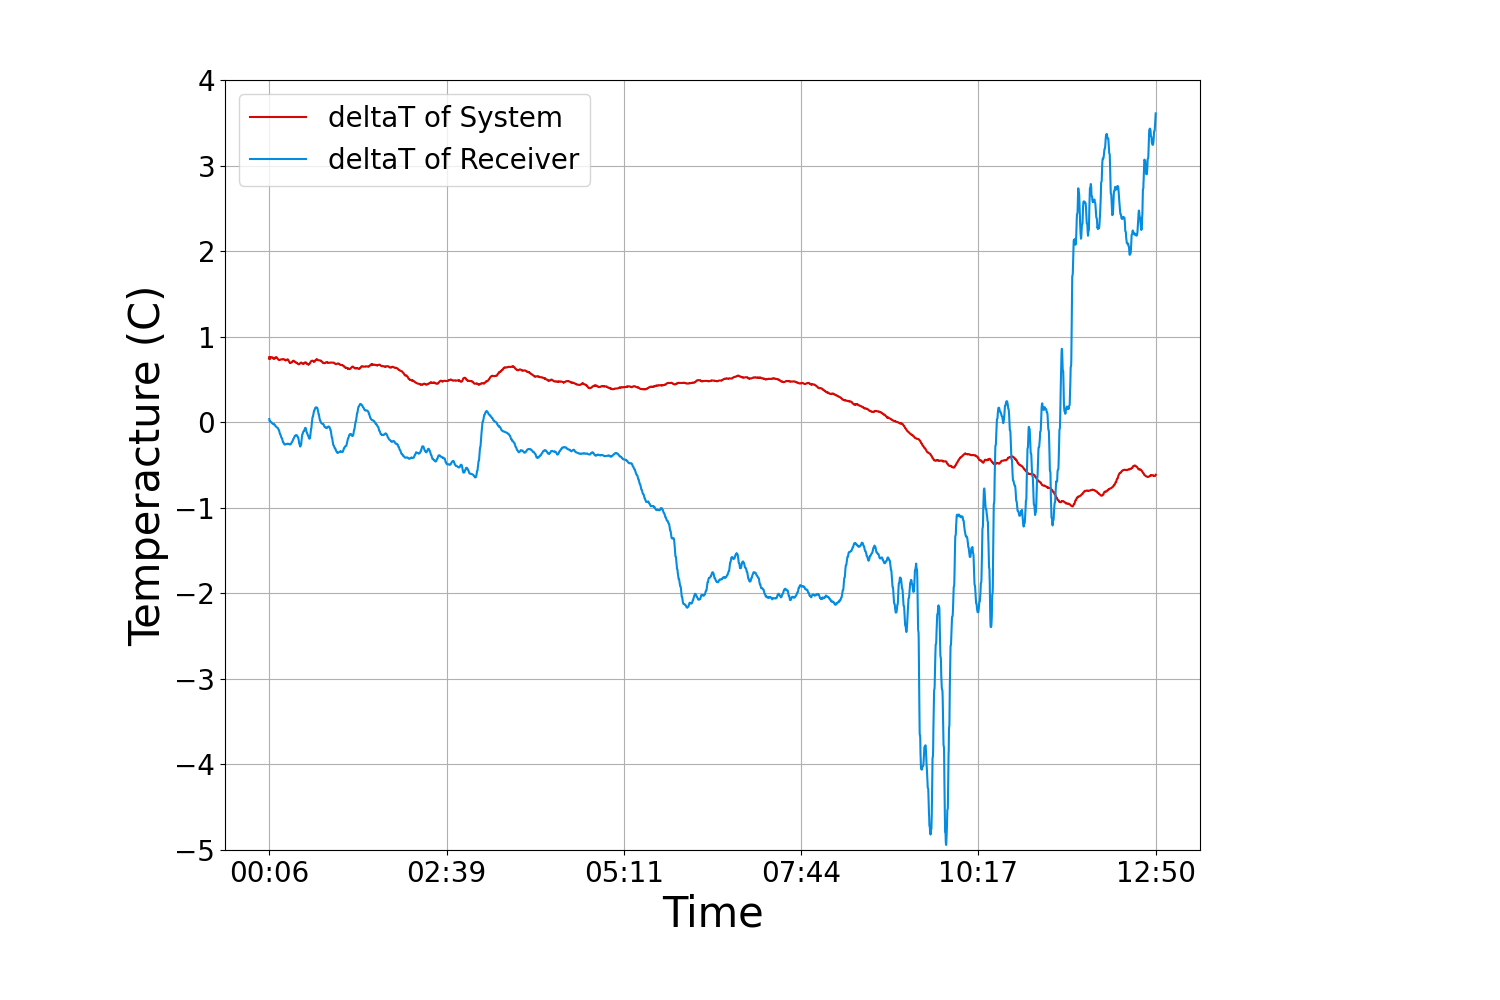 deltaT of System
deltaT of Receiver
Temperacture (C)
4
3
2
1
0
−1
−2
−3
−4
−5
00:06 02:39 05:11 07:44 10:17 12:50
Time